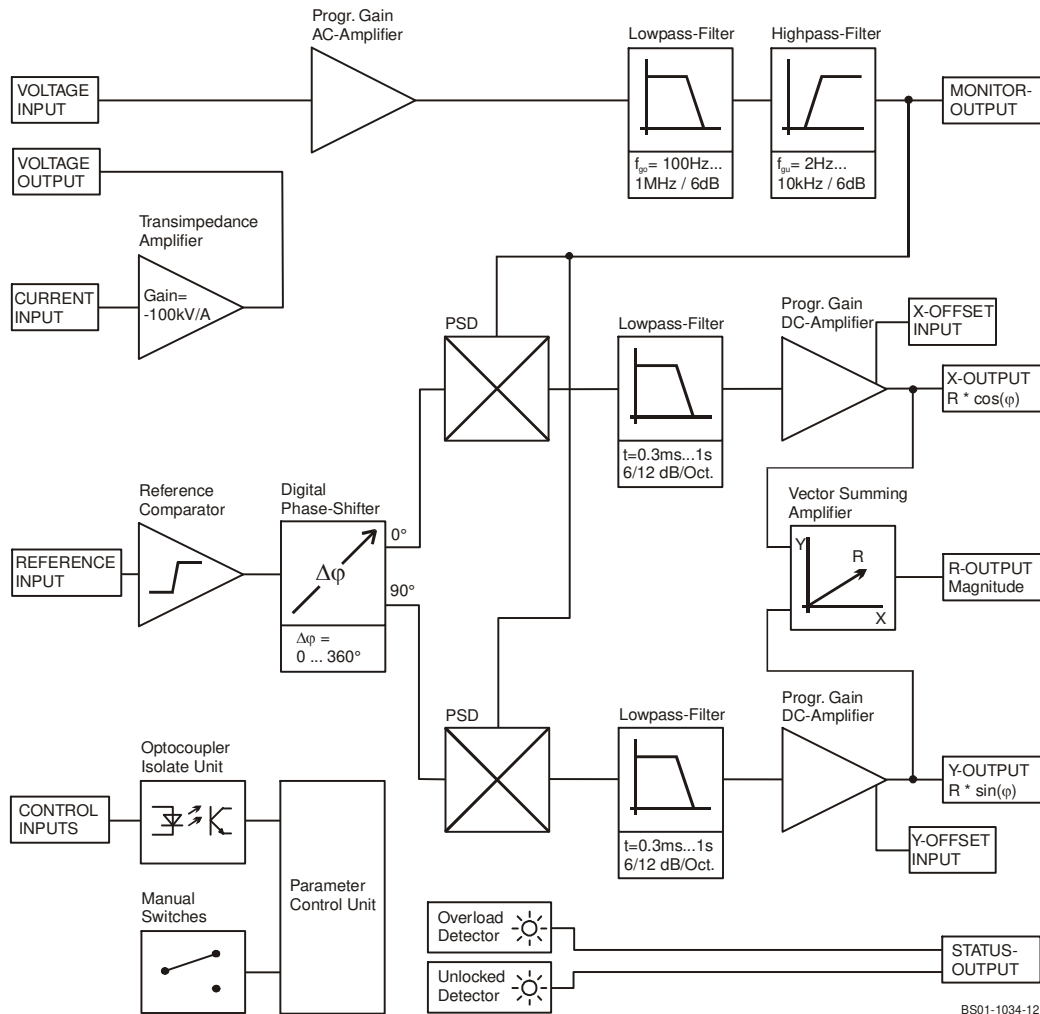 Progr. Gain
AC-Amplifier
Lowpass-Filter
Highpass-Filter
VOLTAGE
INPUT
MONITOR-
OUTPUT
fgo= 100Hz...
1MHz / 6dB
fgu= 2Hz...
10kHz / 6dB
VOLTAGE
OUTPUT
Transimpedance
Amplifier
CURRENT
INPUT
Gain=
-100kV/A
PSD
Lowpass-Filter
Progr. Gain
DC-Amplifier
X-OFFSET
INPUT
X-OUTPUT
R * cos(φ)
t=0.3ms...1s
6/12 dB/Oct.
Reference
Comparator
Digital
Phase-Shifter
Vector Summing
Amplifier
REFERENCE
INPUT
Δφ
0°
90°
Δφ =
0 ... 360°
Y
R
X
R-OUTPUT
Magnitude
PSD
Lowpass-Filter
Progr. Gain
DC-Amplifier
Y-OUTPUT
R * sin(φ)
t=0.3ms...1s
6/12 dB/Oct.
Y-OFFSET
INPUT
Optocoupler
Isolate Unit
CONTROL
INPUTS
Manual
Switches
Parameter
Control Unit
Overload
Detector
Unlocked
Detector
STATUS-
OUTPUT
BS01-1034-12